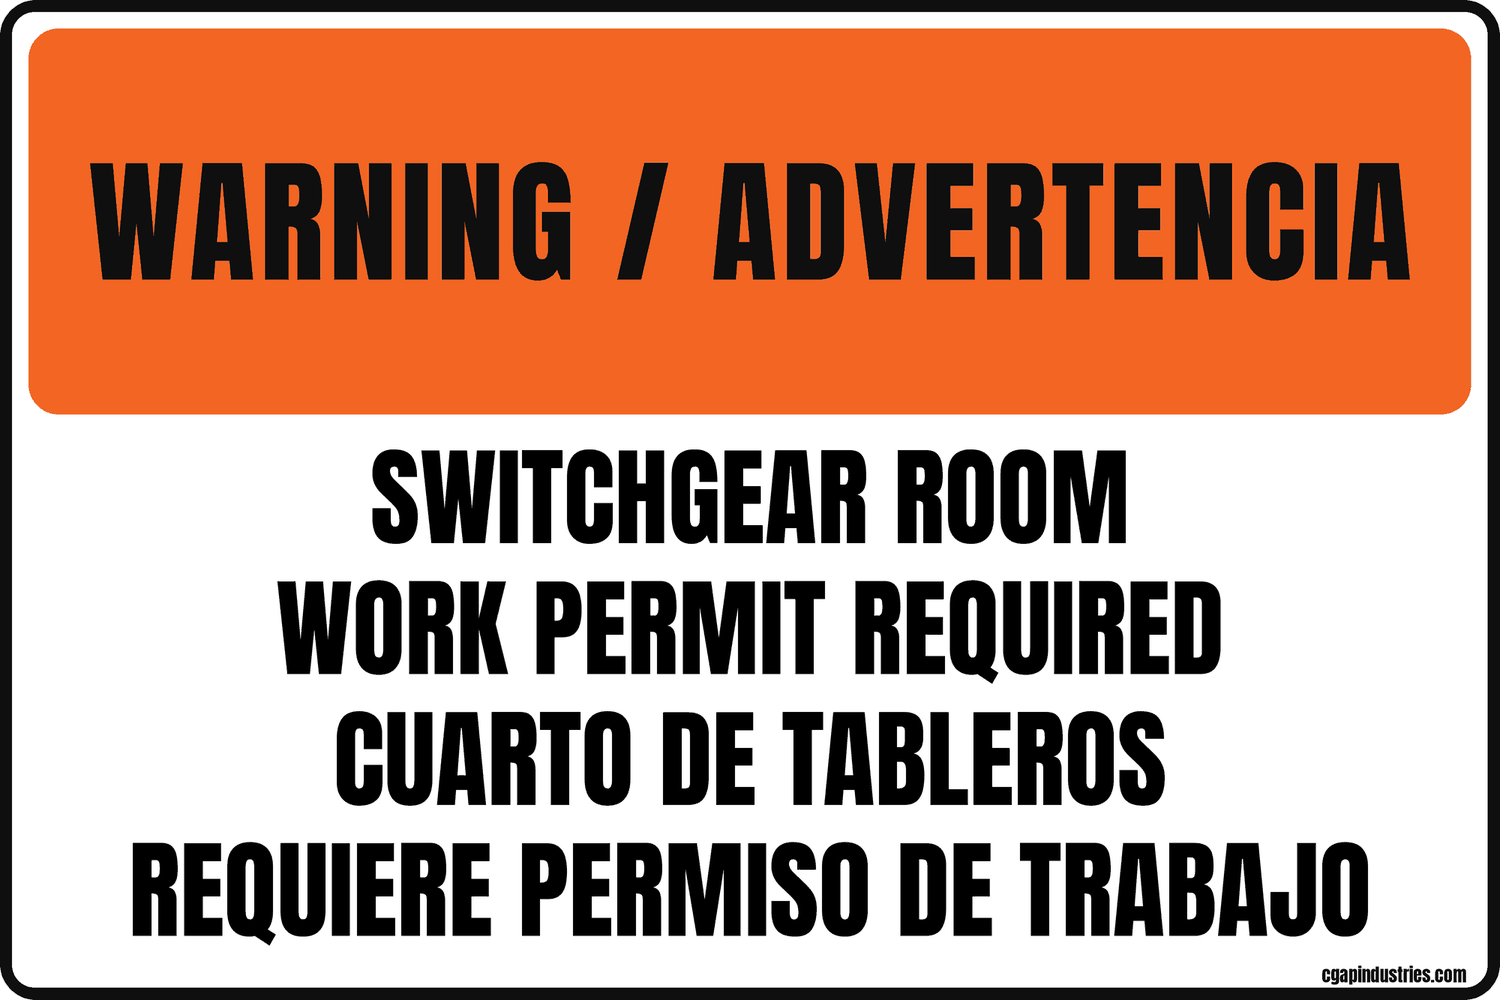 WARNING / ADVERTENCIA
SWITCHGEAR ROOM
WORK PERMIT REQUIRED
CUARTO DE TABLEROS
REQUIERE PERMISO DE TRABAJO
cgapindustries.com